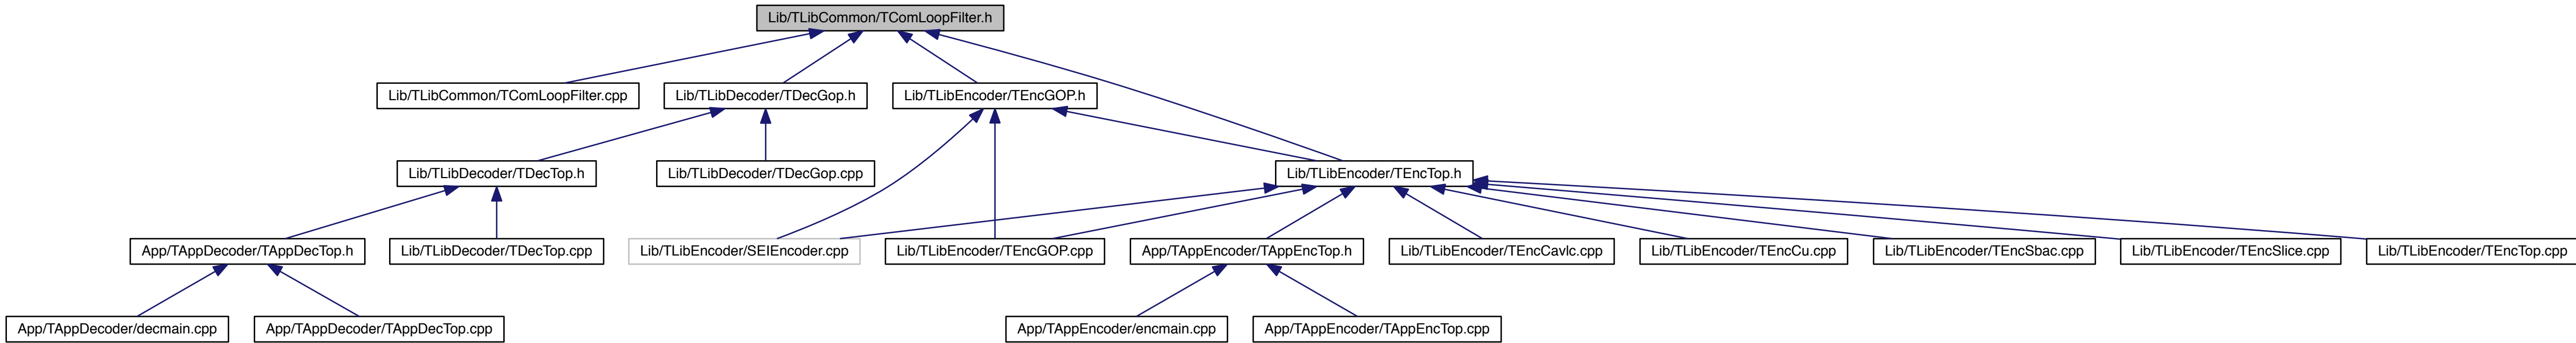 Lib/TLibCommon/TComLoopFilter.h
Lib/TLibCommon/TComLoopFilter.cpp
Lib/TLibDecoder/TDecGop.h
Lib/TLibEncoder/TEncGOP.h
Lib/TLibDecoder/TDecTop.h
Lib/TLibDecoder/TDecGop.cpp
Lib/TLibEncoder/TEncTop.h
App/TAppDecoder/TAppDecTop.h
Lib/TLibDecoder/TDecTop.cpp
Lib/TLibEncoder/SEIEncoder.cpp
Lib/TLibEncoder/TEncGOP.cpp
App/TAppEncoder/TAppEncTop.h
Lib/TLibEncoder/TEncCavlc.cpp
Lib/TLibEncoder/TEncCu.cpp
Lib/TLibEncoder/TEncSbac.cpp
Lib/TLibEncoder/TEncSlice.cpp
Lib/TLibEncoder/TEncTop.cpp
App/TAppDecoder/decmain.cpp
App/TAppDecoder/TAppDecTop.cpp
App/TAppEncoder/encmain.cpp
App/TAppEncoder/TAppEncTop.cpp